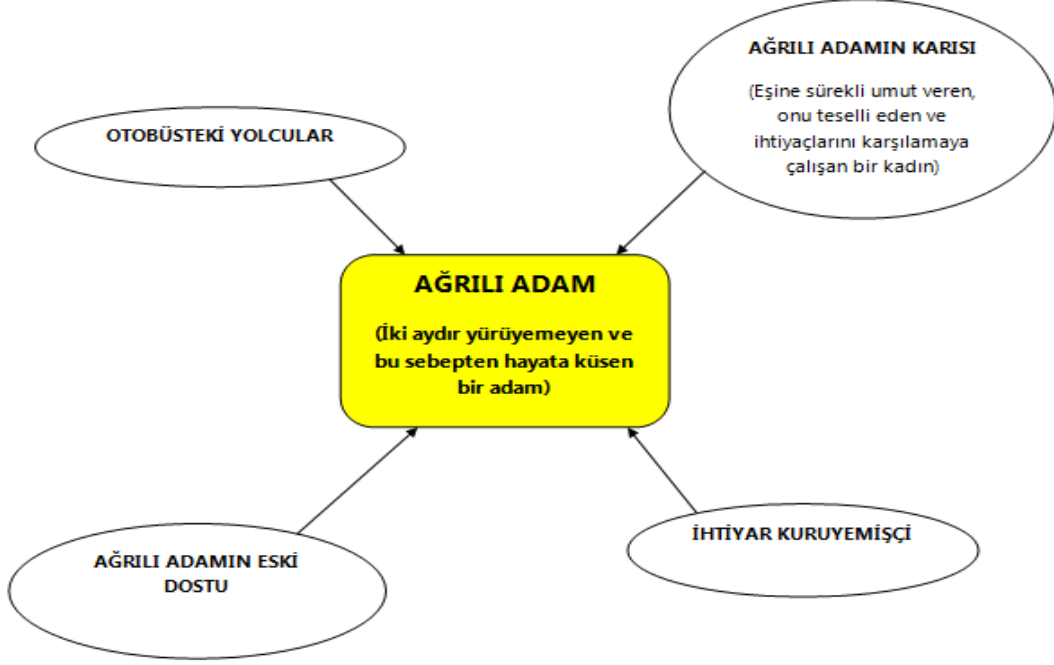 OTOBÜSTEKİ YOLCULAR
AĞRILI ADAMIN KARISI
(Eşine sürekli umut veren,
onu teselli eden ve
ihtiyaçlarını karşılamaya
çalışan bir kadın)
AĞRILI ADAM
(İki aydır yürüyemeyen ve
bu sebepten hayata küsen
bir adam)
AĞRILI ADAMIN ESKİ
DOSTU
İHTİYAR KURUYEMİŞÇİ